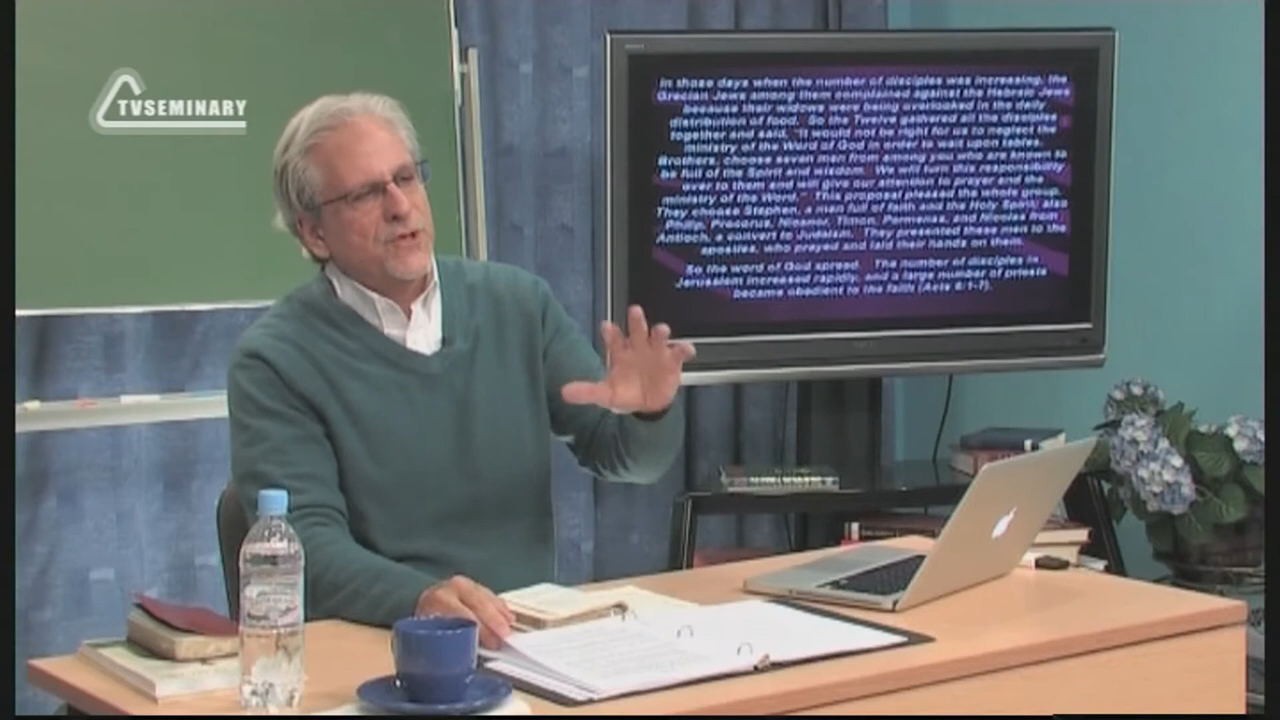 TVSEMINARY
In those days when the number of disciples was increasing, the
Grecian Jews among them complained against the Hebraic Jews
because their widows were being overlooked in the daily
distribution of food. So the Twelve gathered all the disciples
together and said, "It would not be right for us to neglect the
ministry of the Word of God in order to wait upon tables.
Brothers, choose seven men from among you who are known to
be full of the Spirit and wisdom. We will turn this responsibility
over to them and will give our attention to prayer and the
ministry of the Word." This proposal pleased the whole group.
They choose Stephen, a man full of faith and the Holy Spirit; also
Philip, Procorus, Nicanor, Timon, Parmenas, and Nicolas from
Antioch, a convert to Judaism. They presented these men to the
apostles, who prayed and laid their hands on them.
So the word of God spread. The number of disciples in
Jerusalem increased rapidly, and a large number of priests
became obedient to the faith (Acts 6:1-7).